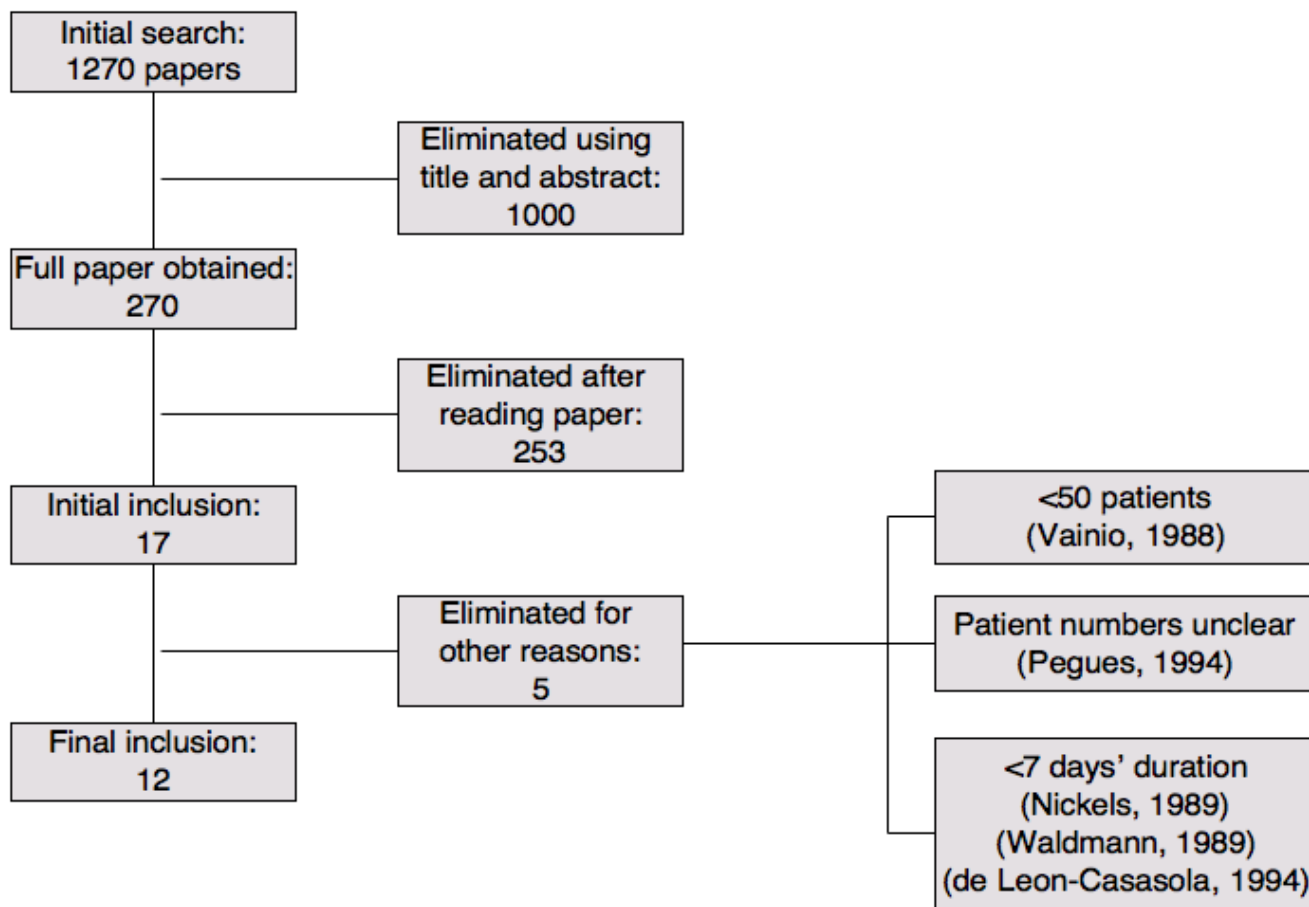 Initial search:
1270 papers
Eliminated using
title and abstract:
1000
Full paper obtained:
270
Eliminated after
reading paper:
253
Initial inclusion:
17
Eliminated for
other reasons:
5
<50 patients
(Vainio, 1988)
Patient numbers unclear
(Pegues, 1994)
<7 days’ duration
(Nickels, 1989)
(Waldmann, 1989)
(de Leon-Casasola, 1994)
Final inclusion:
12